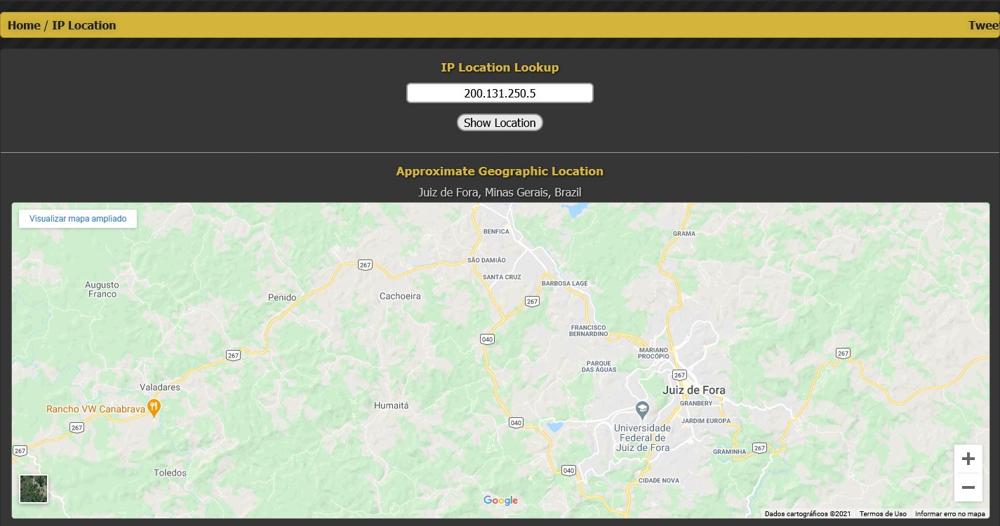 Home / IP Location
Twee
IP Location Lookup
200.131.250.5
Show Location
Approximate Geographic Location
Juiz de Fora, Minas Gerais, Brazil
Visualizar mapa ampliado
BENFICA
GRAMA
SÃO DAMIÃO
267
SANTA CRUZ
BARBOSA LAGE
Augusto
Franco
Penido
Cachoeira
267
FRANCISCO
BERNARDINO
040
MARIANO
PROCÓPIO
267
267
PARQUE
DAS ÁGUAS
267
Valadares
Juiz de Fora
Rancho VW Canabrava
Humaitá
GRANBERY
267
040
JARDIM EUROPA
Universidade
Federal de
Juiz de Fora
267
GRAMINHA
267
Toledos
040
CIDADE NOVA
Google
Dados cartográficos ©2021
Termos de Uso
Informar erro no mapa